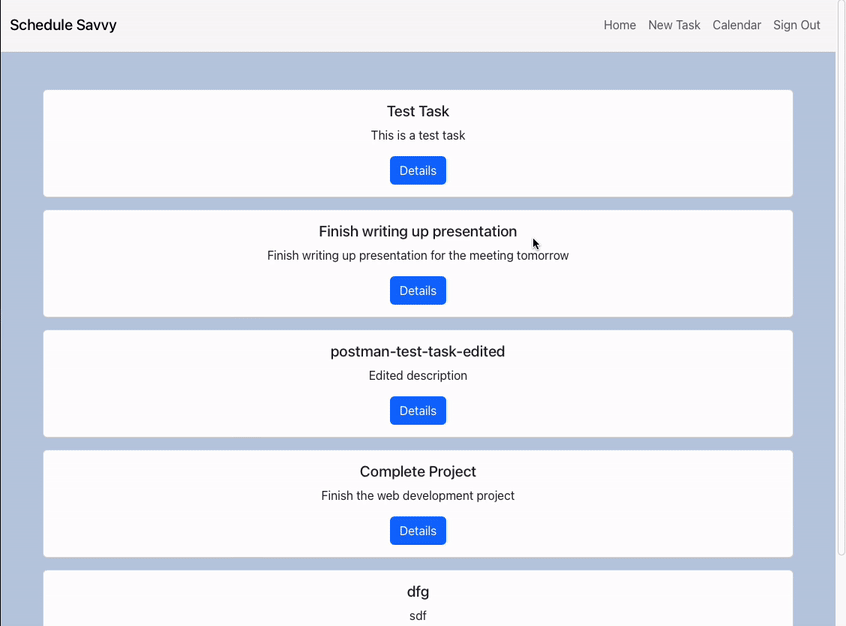 Schedule Savvy
Home New Task Calendar Sign Out
Test Task
This is a test task
Details
Finish writing up presentation
Finish writing up presentation for the meeting tomorrow
Details
postman-test-task-edited
Edited description
Details
Complete Project
Finish the web development project
Details
dfg
sdf